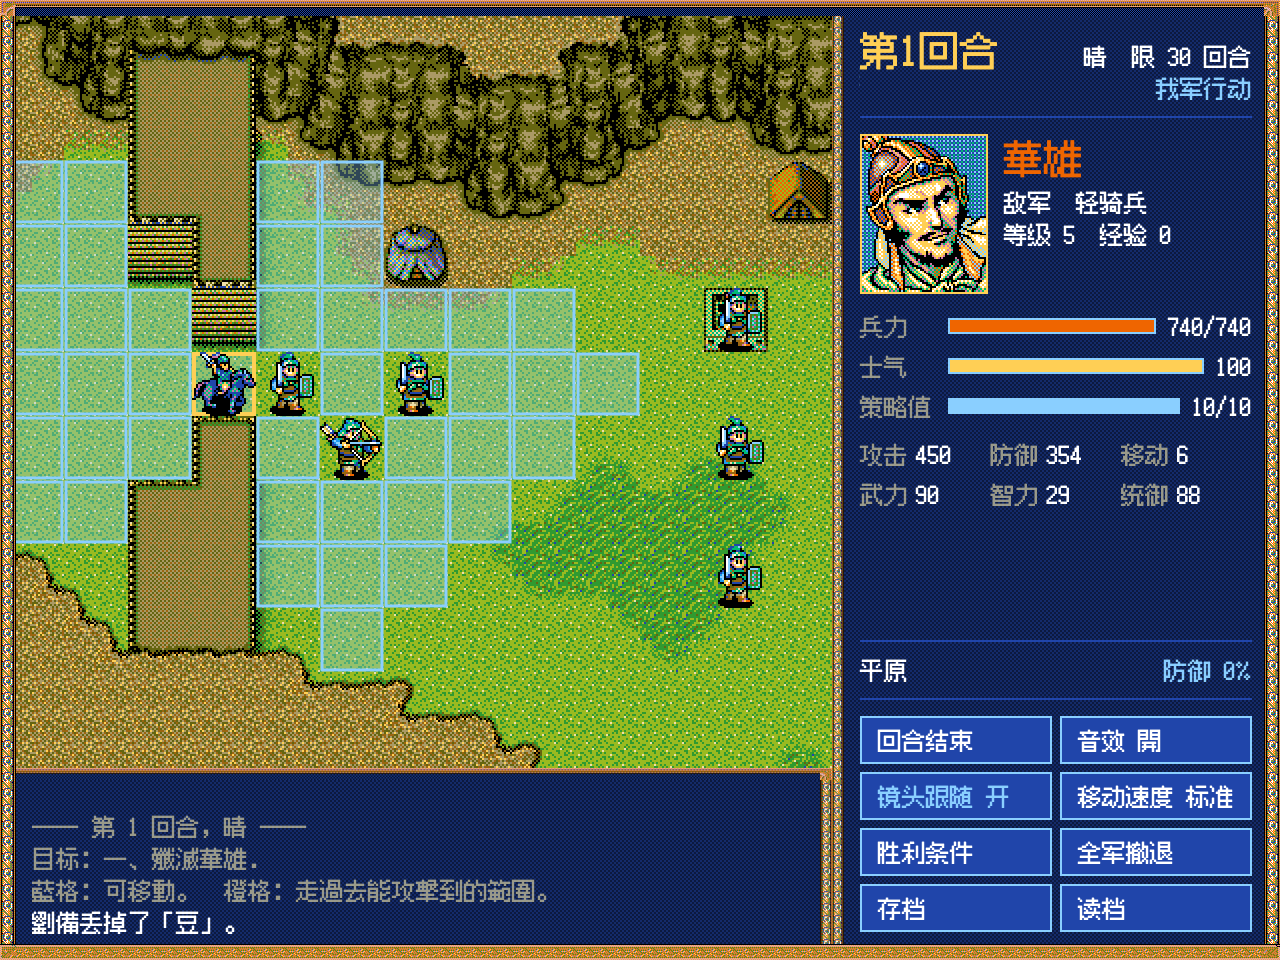 第1回合
晴 限 30 回合
我军行动
華雄
敌军 轻骑兵
等级 5 经验 0
兵力 740/740
士气 100
策略值 10/10
攻击 450 防御 354 移动 6
武力 90 智力 29 统御 88
平原 防御 0%
回合结束 音效 開
镜头跟随 开 移动速度 标准
胜利条件 全军撤退
存档 读档
—— 第 1 回合，晴 ——
目标：一、殲滅華雄．
藍格：可移動。 橙格：走過去能攻擊到的範圍。
劉備丟掉了「豆」。